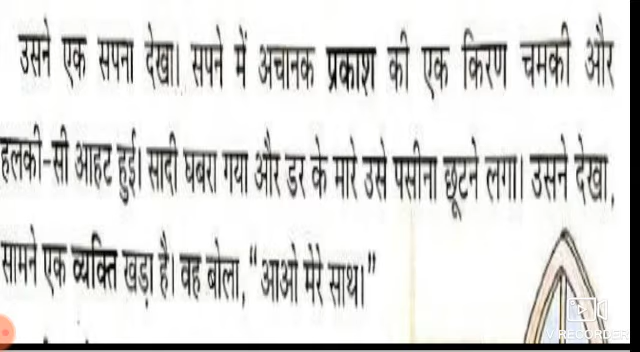 उसने एक सपना देखा। सपने में अचानक प्रकाश की एक किरण चमकी और
हलकी-सी आहट हुई। सादी घबरा गया और डर के मारे उसे पसीना छूटने लगा। उसने देखा,
सामने एक व्यक्ति खड़ा है। वह बोला, “आओ मेरे साथ।”
RECORDER